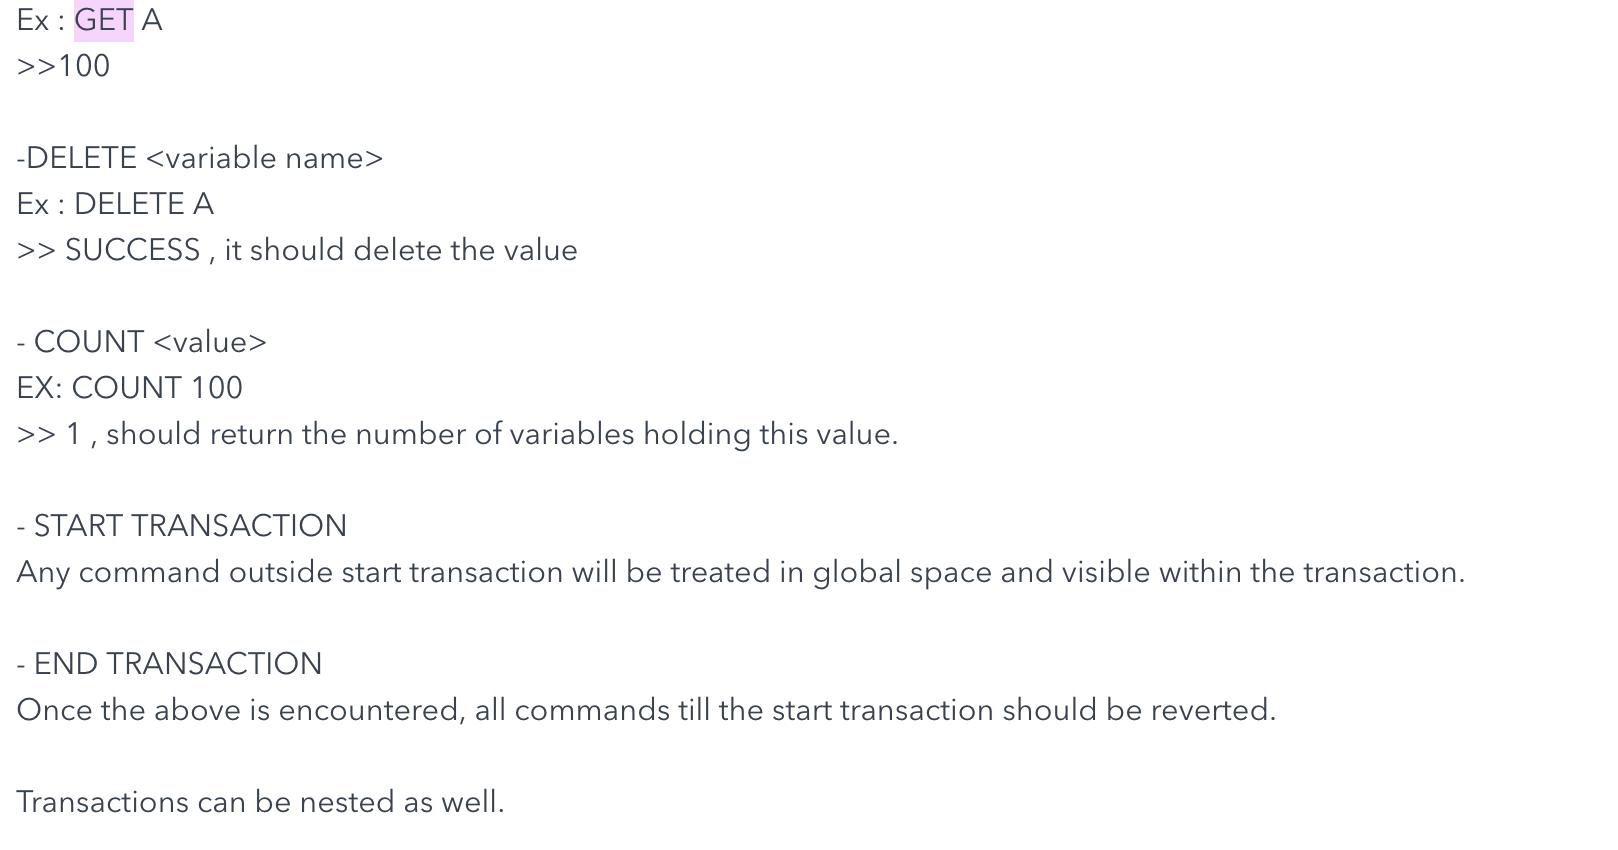 Ex : GET A
>>100
-DELETE <variable name>
Ex : DELETE A
>> SUCCESS , it should delete the value
- COUNT <value>
EX: COUNT 100
>> 1 , should return the number of variables holding this value.
- START TRANSACTION
Any command outside start transaction will be treated in global space and visible within the transaction.
- END TRANSACTION
Once the above is encountered, all commands till the start transaction should be reverted.
Transactions can be nested as well.